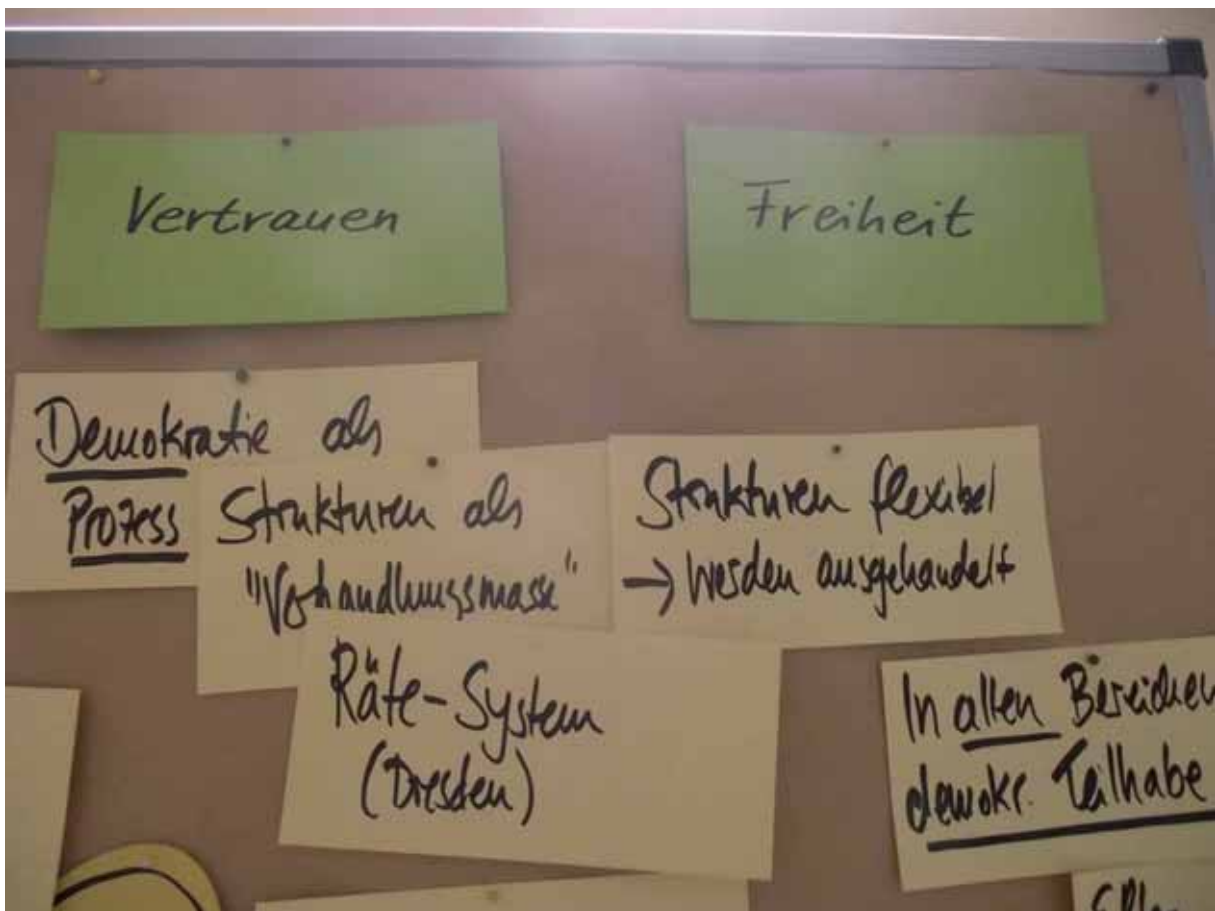 Vertrauen
Freiheit
Demokratie als
Prozess
Strukturen als
"Verhandlungsmasse"
Strukturen flexibel
→ werden ausgehandelt
Räte-System
(Dresden)
In allen Bereichen
demokr. Teilhabe